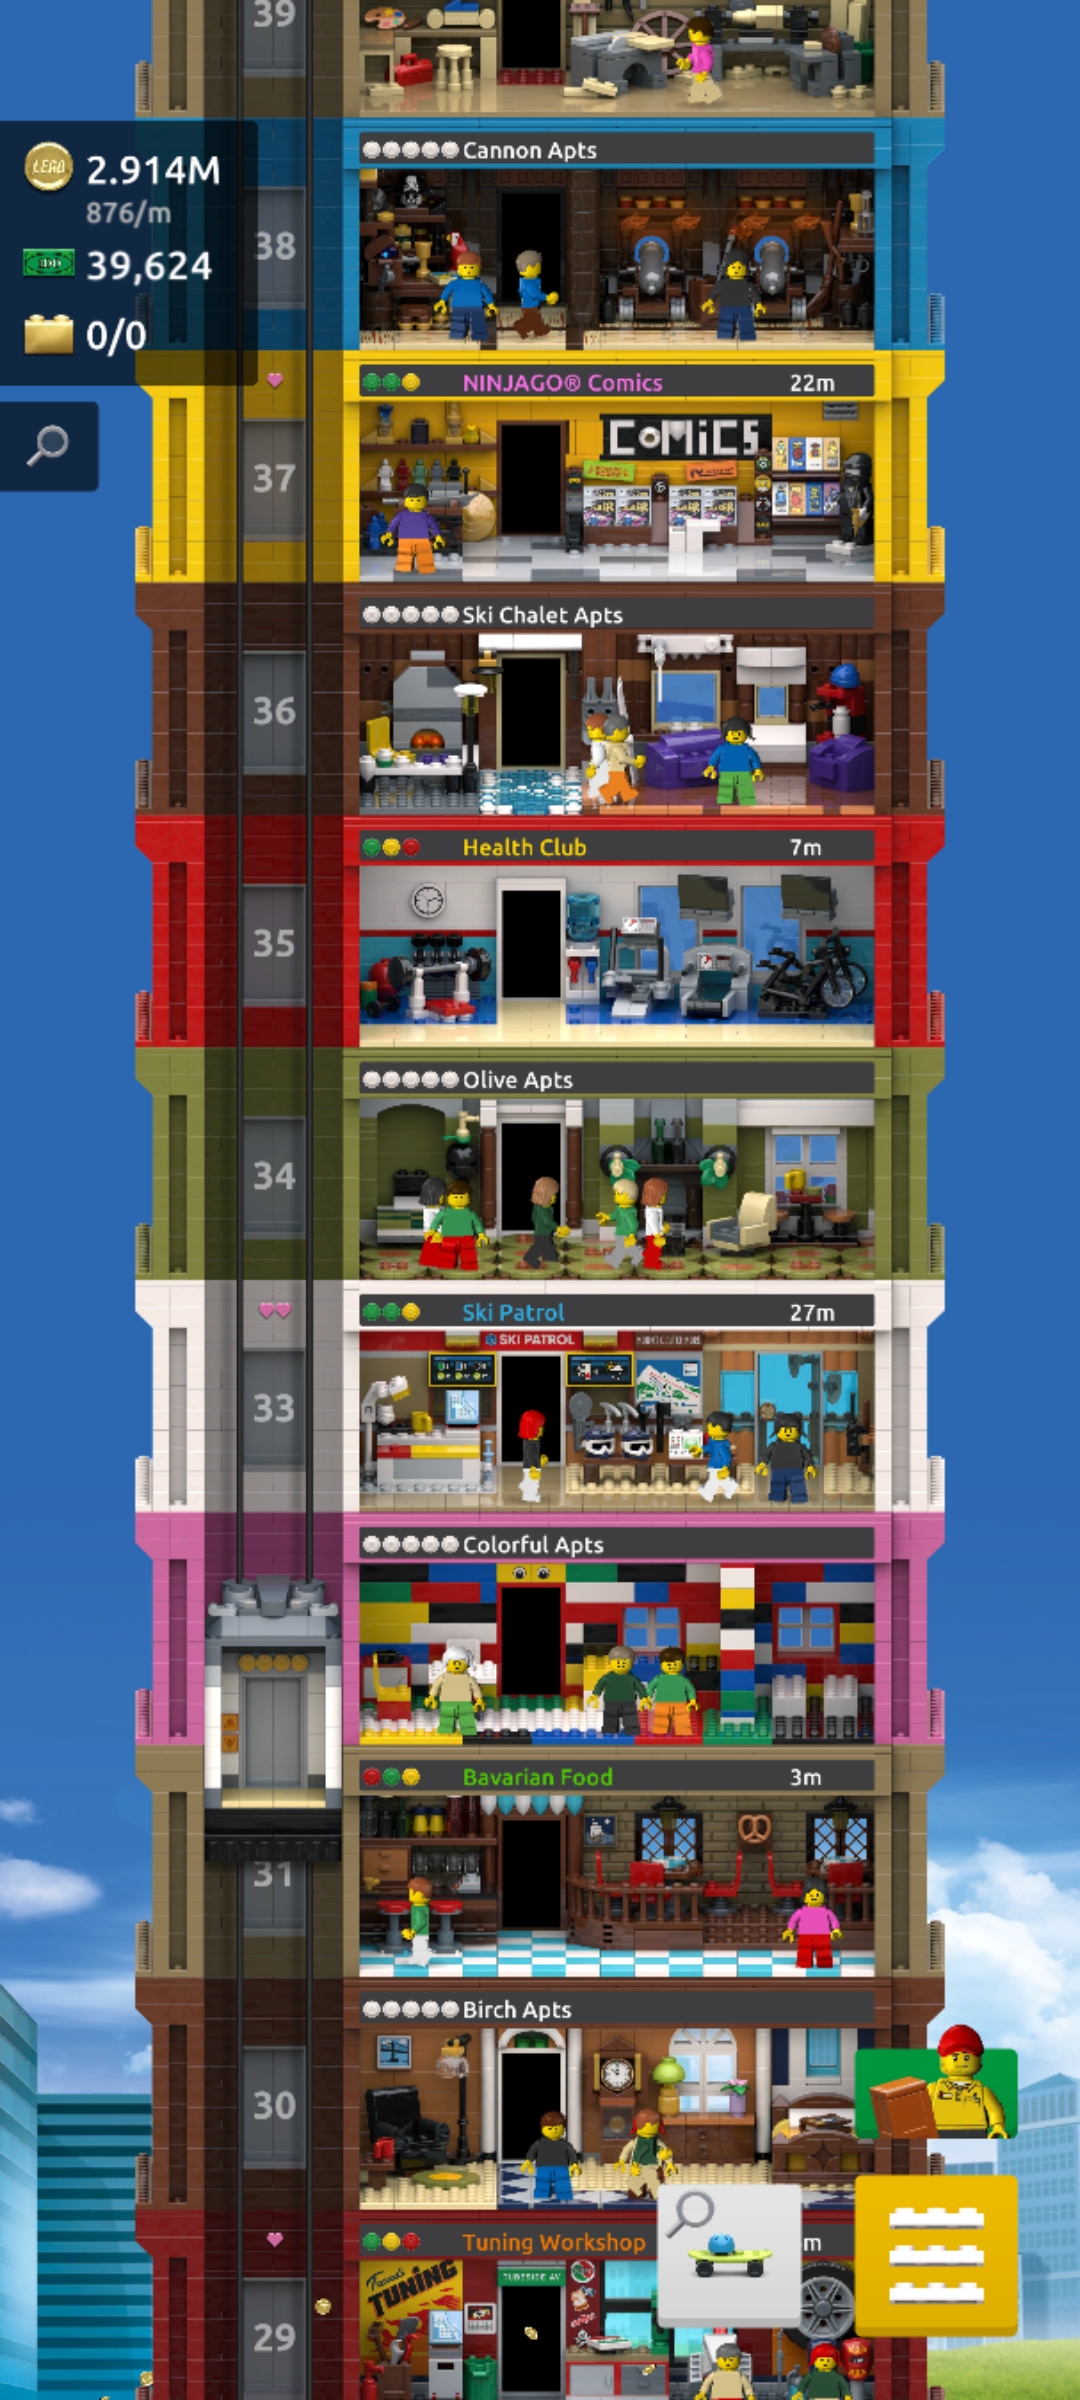 39
LEGO
2.914M
876/m
39,624
0/0
Cannon Apts
38
NINJAGO® Comics 22m
COMICS
37
Ski Chalet Apts
36
Health Club 7m
35
Olive Apts
34
Ski Patrol 27m
SKI PATROL
33
Colorful Apts
Bavarian Food 3m
31
Birch Apts
30
Tuning Workshop m
TUNING
29